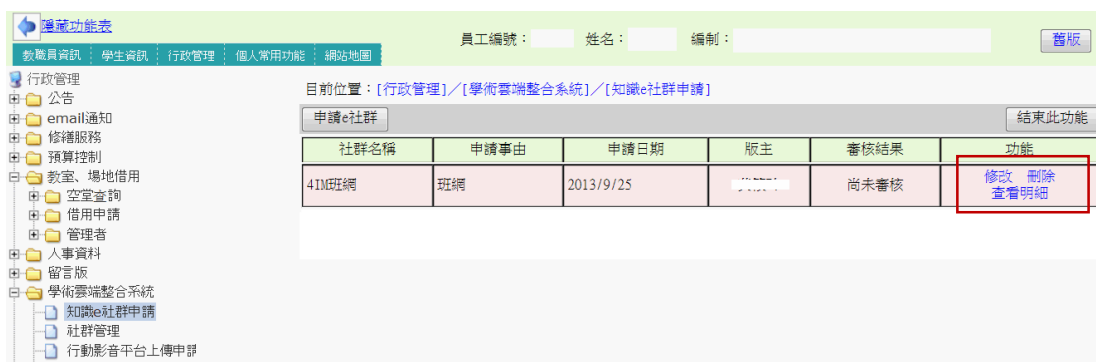 隱藏功能表
員工編號： 姓名： 編制：
舊版
教職員資訊 學生資訊 行政管理 個人常用功能 網站地圖
行政管理
公告
email通知
修繕服務
預算控制
教室、場地借用
空堂查詢
借用申請
管理者
人事資料
留言版
學術雲端整合系統
知識e社群申請
社群管理
行動影音平台上傳申請
目前位置：[行政管理]／[學術雲端整合系統]／[知識e社群申請]
申請e社群 結束此功能
社群名稱 申請事由 申請日期 版主 審核結果 功能
4IM班網 班網 2013/9/25 尚未審核 修改 刪除
查看明細